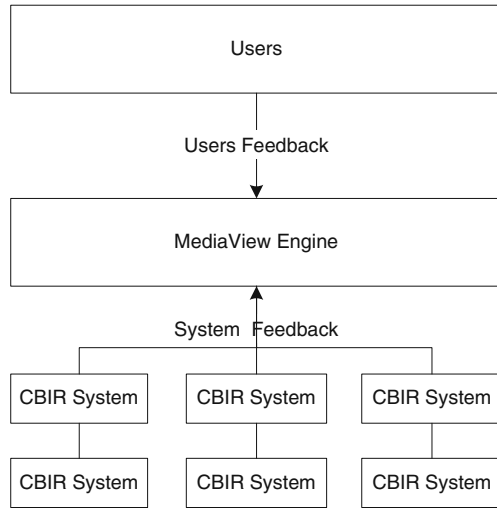 Users
Users Feedback
MediaView Engine
System Feedback
CBIR System CBIR System CBIR System
CBIR System CBIR System CBIR System